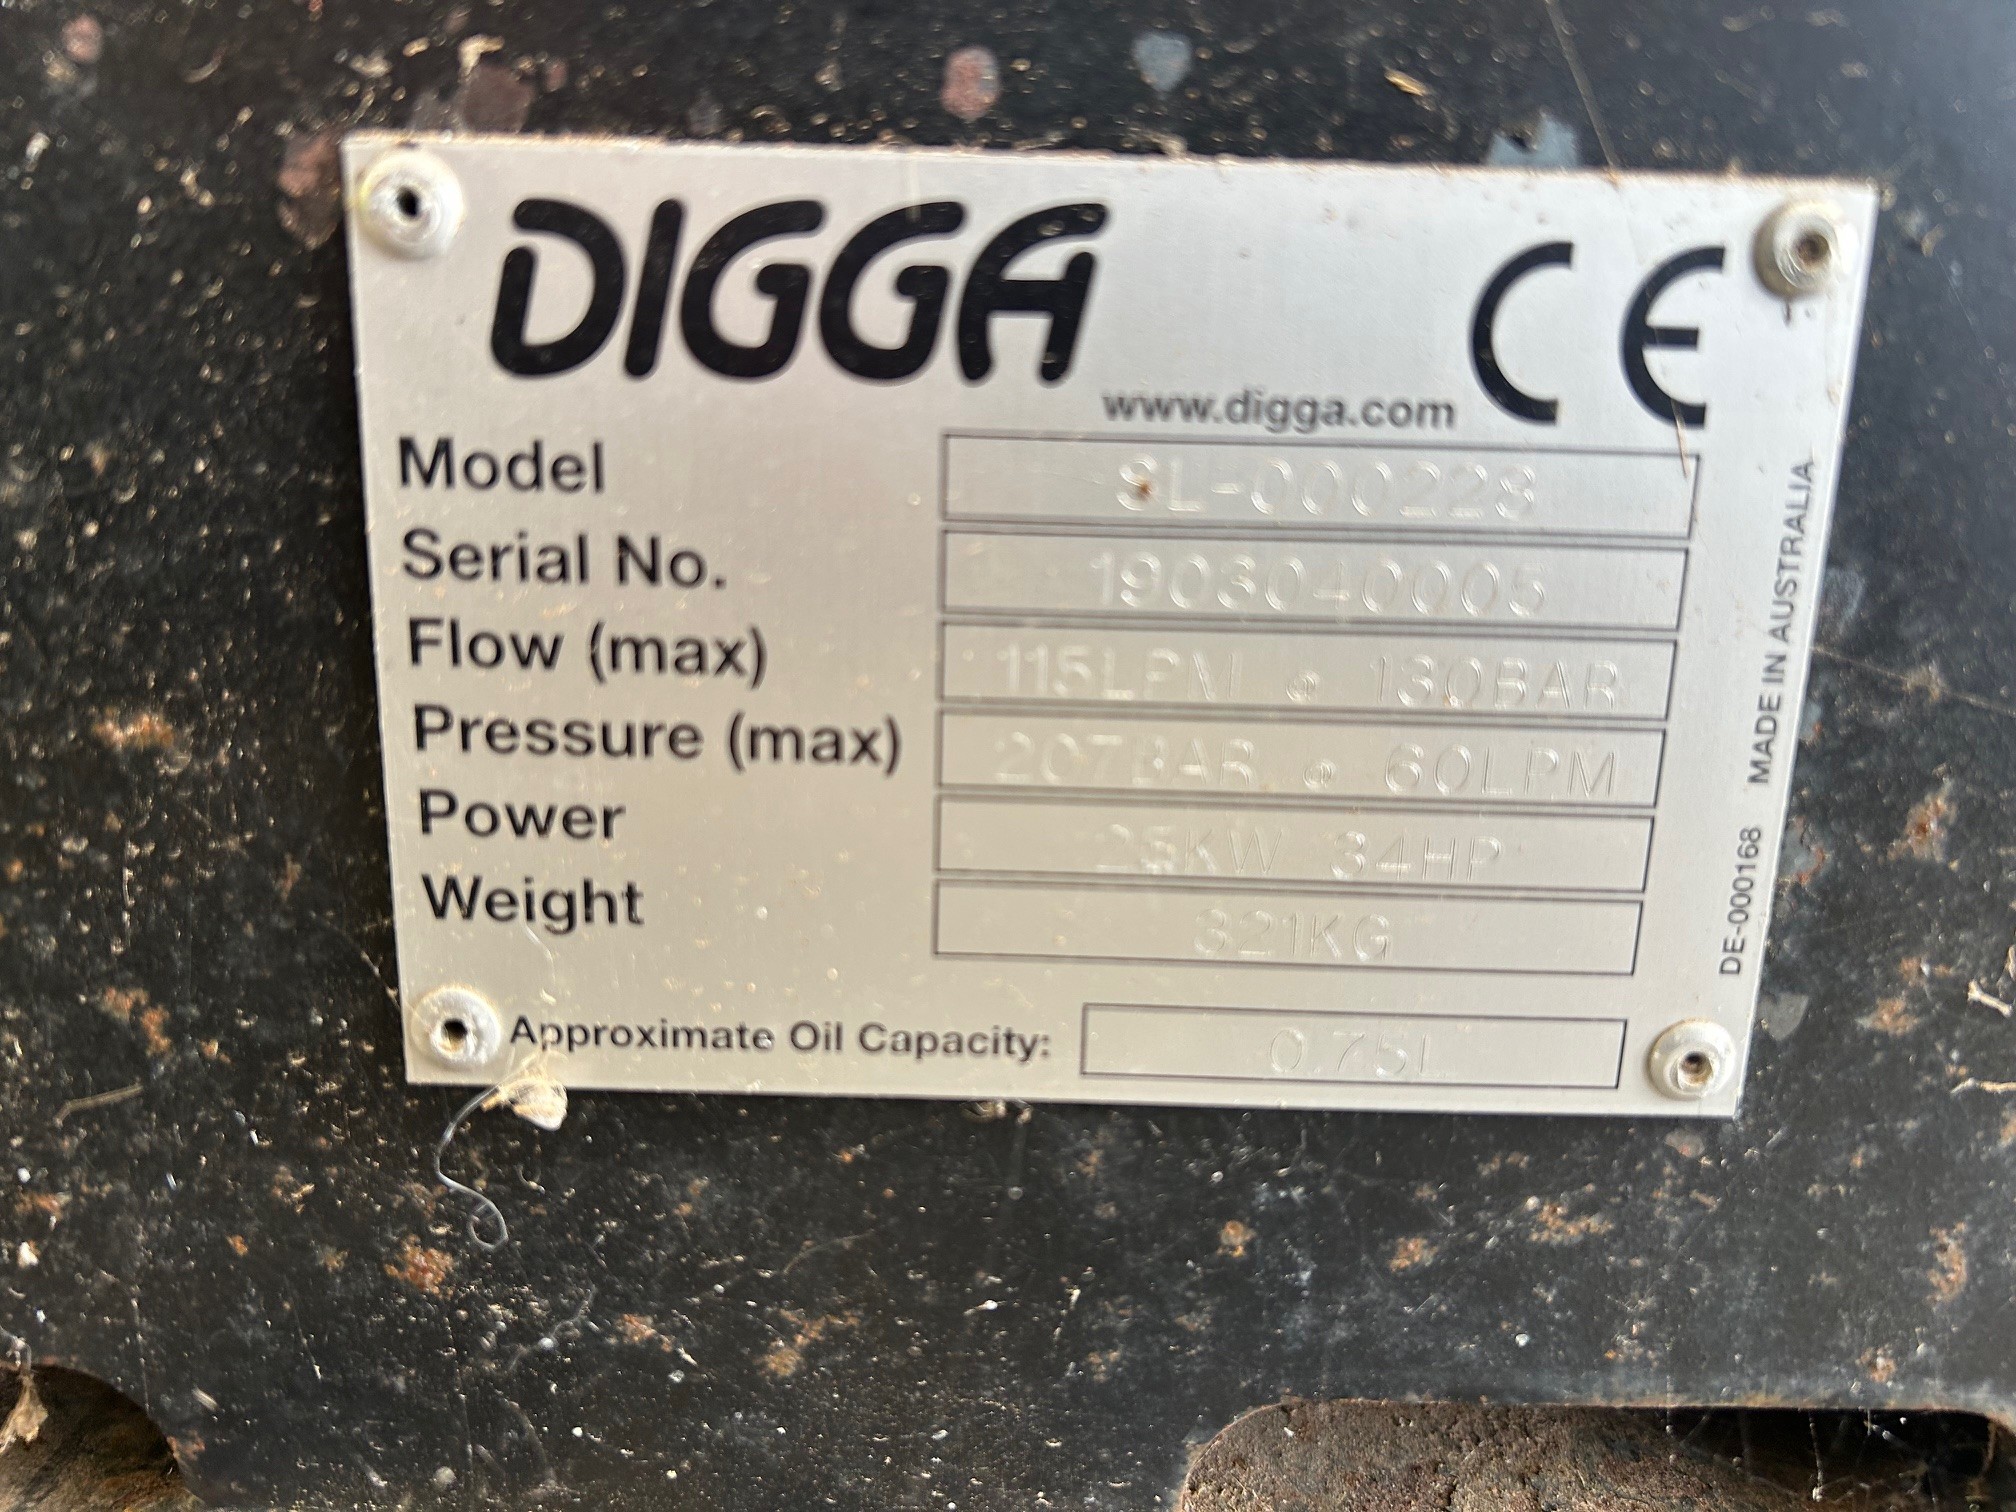 DIGGA
CE
www.digga.com
Model SL-000228
Serial No. 1903040005
Flow (max) 115LPM @ 130BAR
Pressure (max) 207BAR @ 60LPM
Power 25KW 34HP
Weight 321KG
Approximate Oil Capacity: 0.75L
DE-000168 MADE IN AUSTRALIA